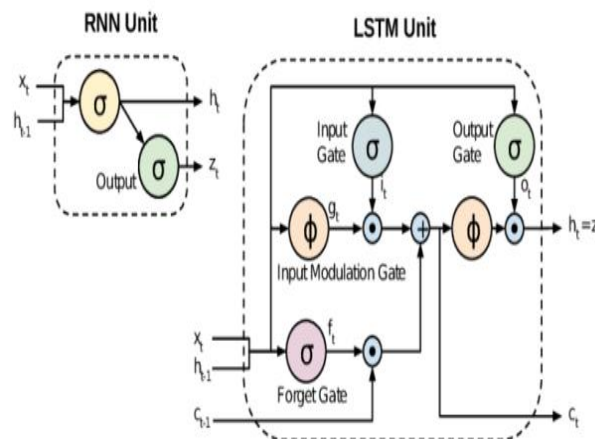 RNN Unit
xₜ
hₜ₋₁
σ
hₜ
σ
zₜ
Output
LSTM Unit
Input
Gate
σ
iₜ
Output
Gate
σ
oₜ
ϕ
gₜ
+
ϕ
hₜ=z
Input Modulation Gate
xₜ
hₜ₋₁
σ
fₜ
Forget Gate
cₜ₋₁
cₜ